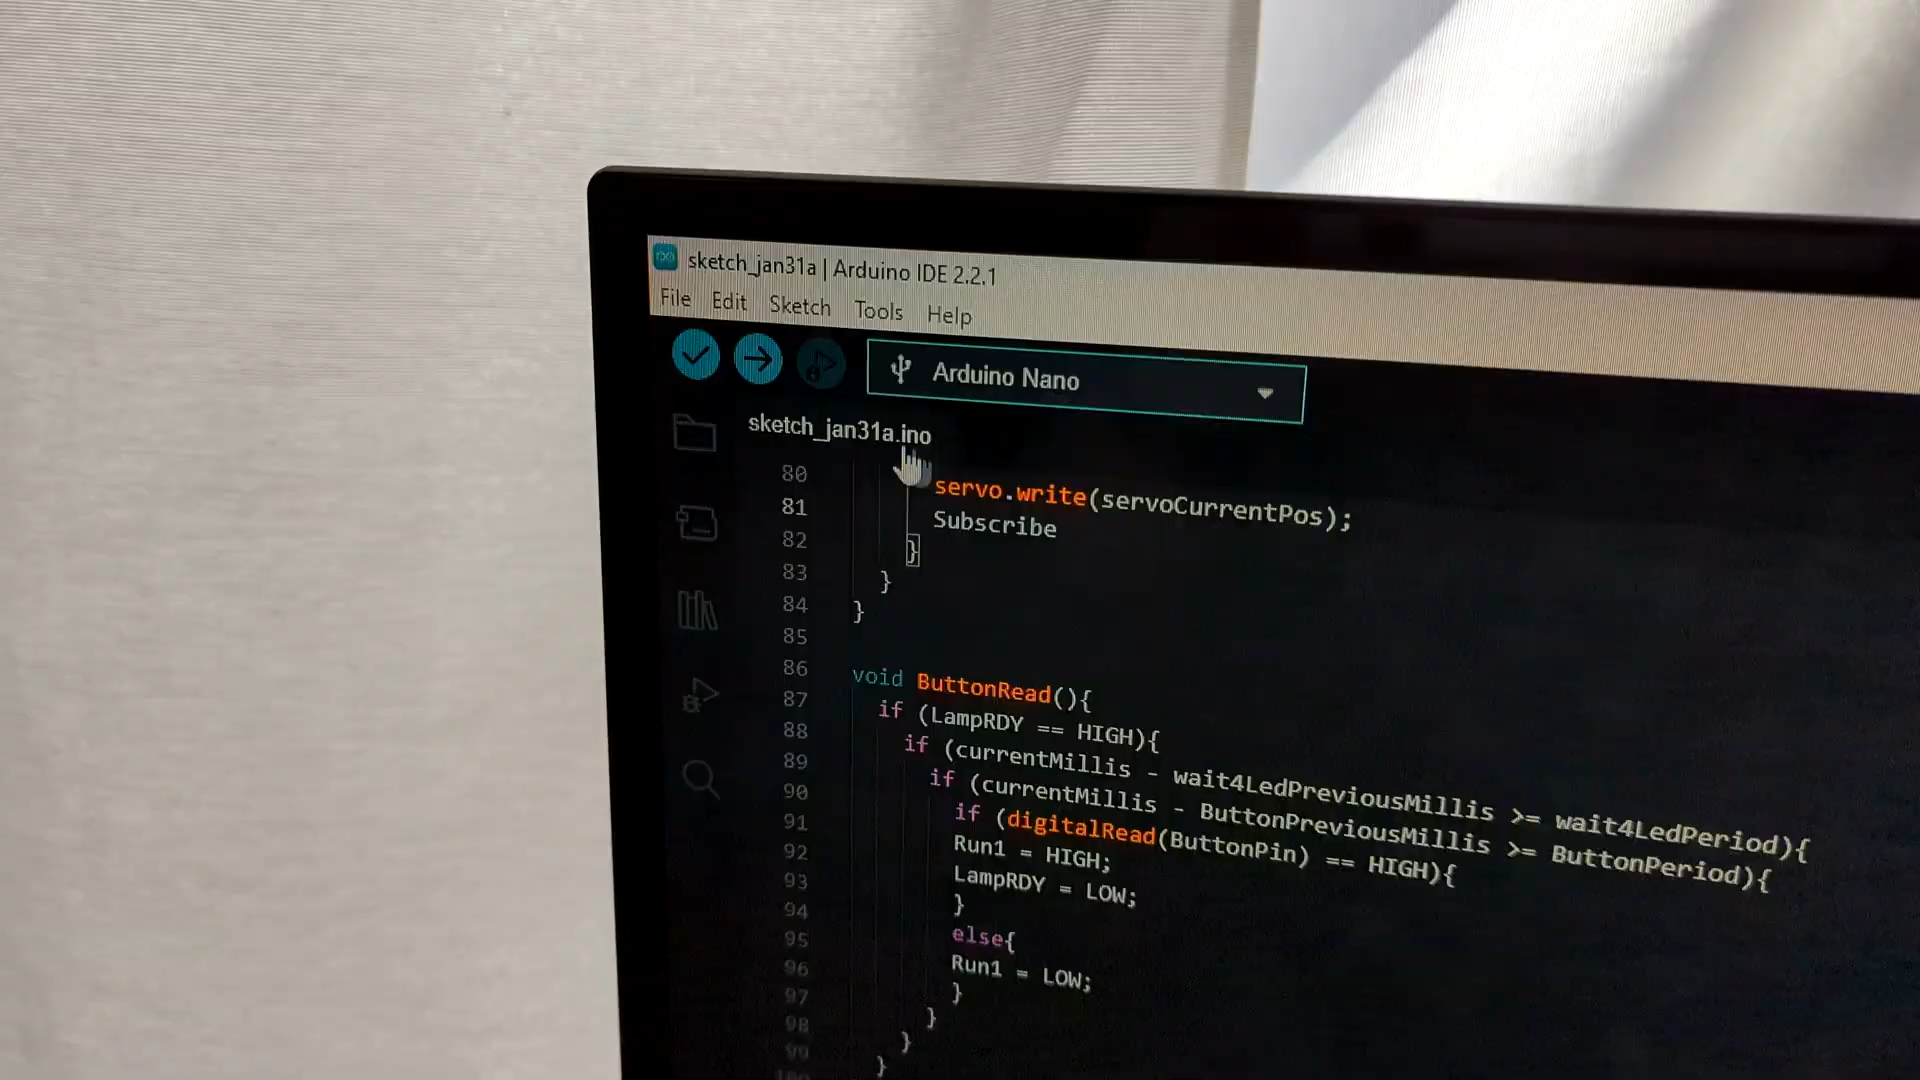 sketch_jan31a | Arduino IDE 2.2.1
File Edit Sketch Tools Help
Arduino Nano
sketch_jan31a.ino
80 servo.write(servoCurrentPos);
81 Subscribe
82 }
83 }
84 }
85
86 void ButtonRead(){
87 if (LampRDY == HIGH){
88 if (currentMillis - wait4LedPreviousMillis >= wait4LedPeriod){
89 if (currentMillis - ButtonPreviousMillis >= ButtonPeriod){
90 if (digitalRead(ButtonPin) == HIGH){
91 Run1 = HIGH;
92 LampRDY = LOW;
93 }
94 else{
95 Run1 = LOW;
96 }
97 }
98 }
99 }